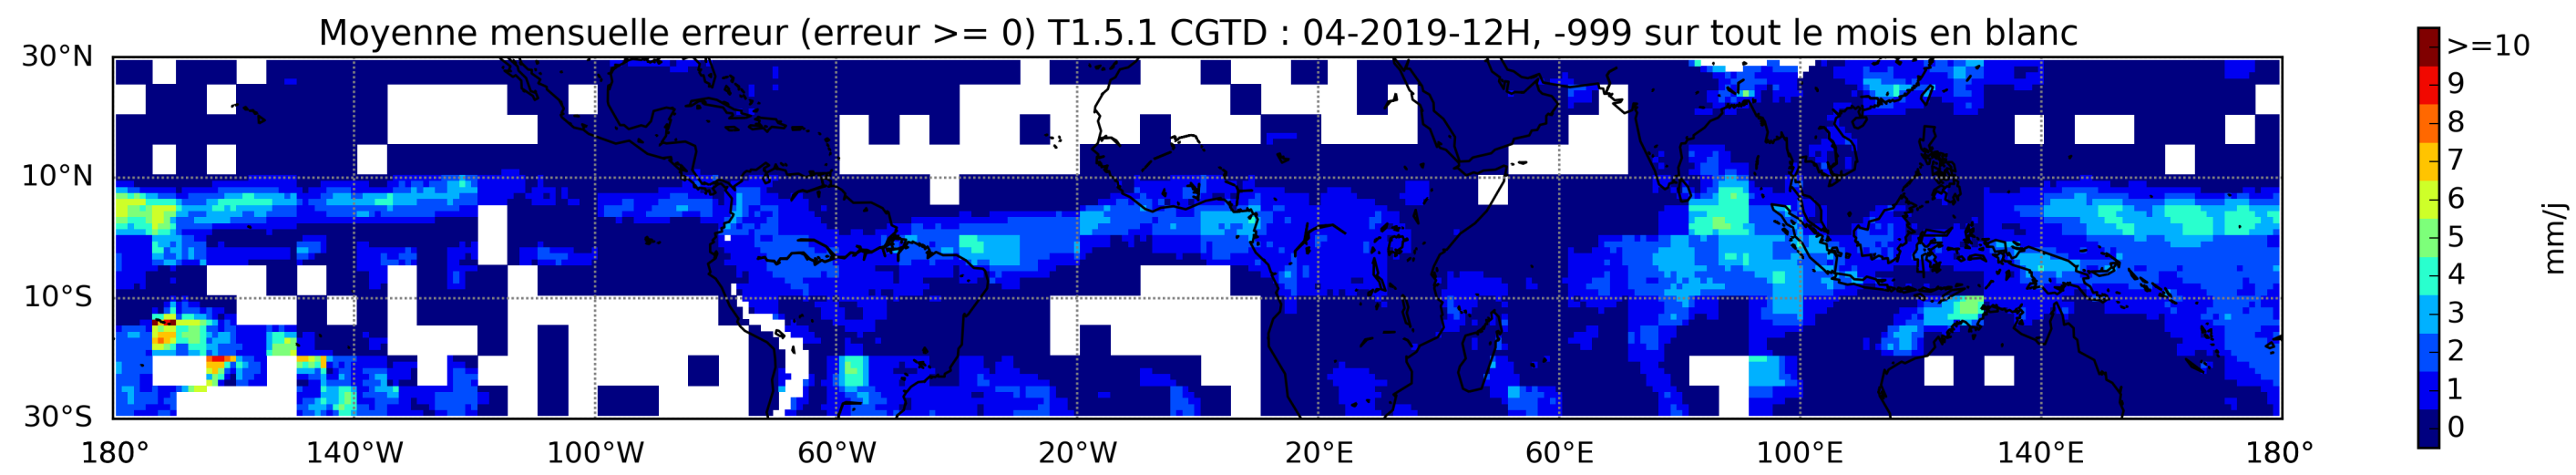 Moyenne mensuelle erreur (erreur >= 0) T1.5.1 CGTD : 04-2019-12H, -999 sur tout le mois en blanc
30°N
10°N
10°S
30°S
180° 140°W 100°W 60°W 20°W 20°E 60°E 100°E 140°E 180°
>=10
9
8
7
6
5
4
3
2
1
0
mm/j